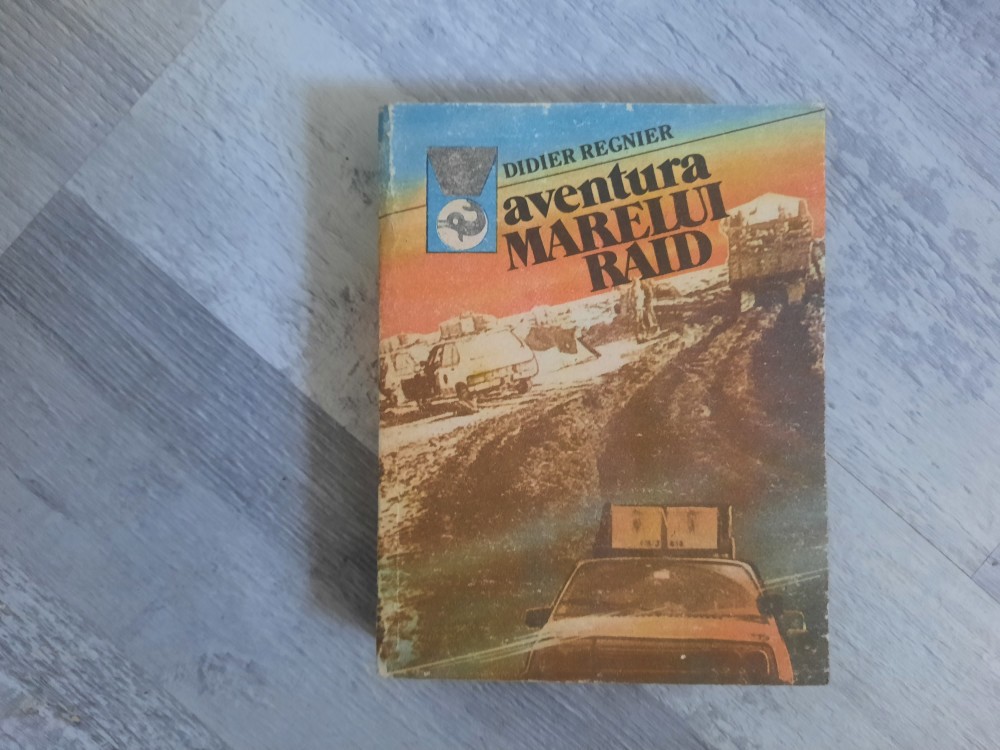 DIDIER REGNIER
aventura
MARELUI
RAID